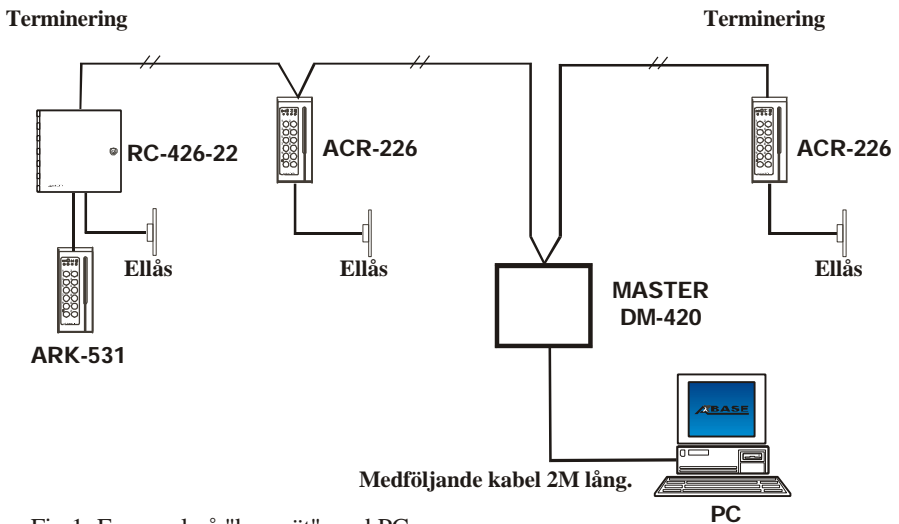 Terminering
Terminering
RC-426-22
ACR-226
ACR-226
Ellås
Ellås
Ellås
ARK-531
MASTER
DM-420
BASE
Medföljande kabel 2M lång.
PC